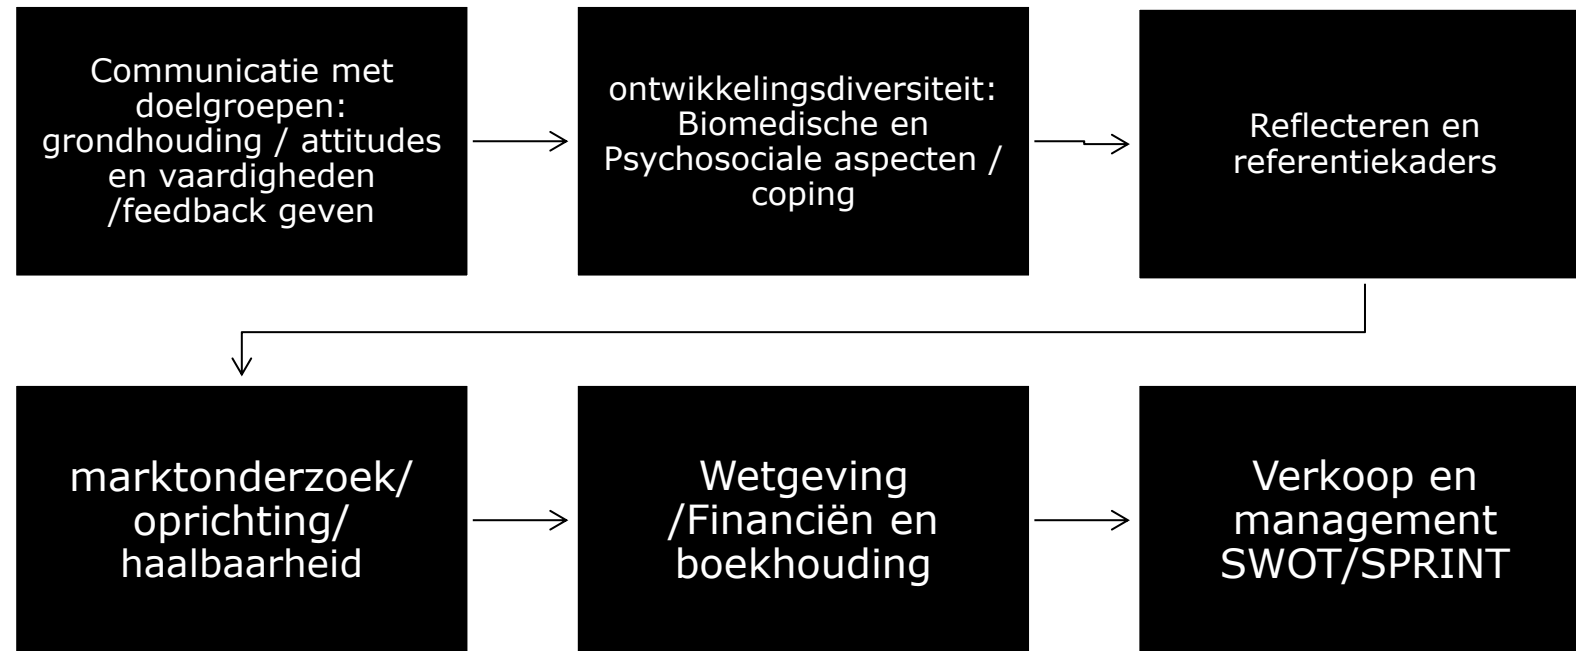 Communicatie met
doelgroepen:
grondhouding / attitudes
en vaardigheden
/feedback geven
ontwikkelingsdiversiteit:
Biomedische en
Psychosociale aspecten /
coping
Reflecteren en
referentiekaders
marktonderzoek/
oprichting/
haalbaarheid
Wetgeving
/Financiën en
boekhouding
Verkoop en
management
SWOT/SPRINT